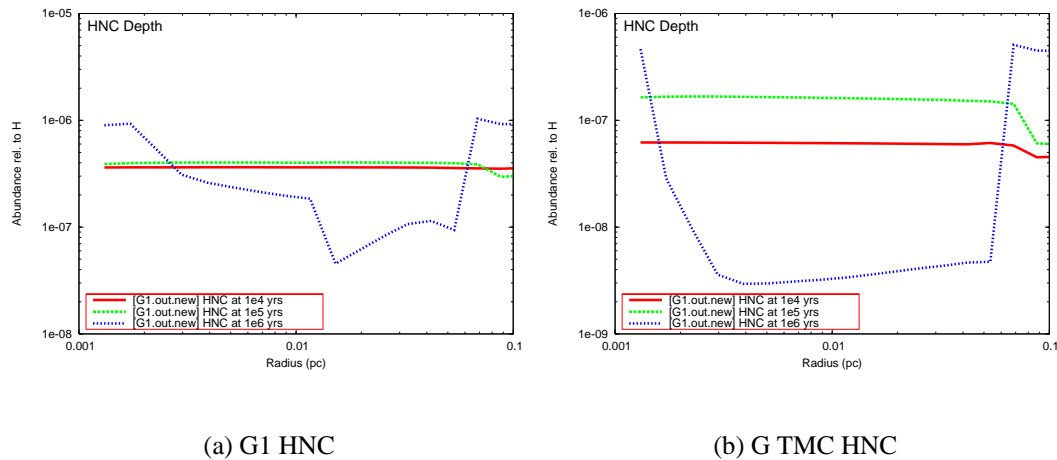 HNC Depth
1e-05
1e-06
1e-07
1e-08
Abundance rel. to H
[G1.out.new] HNC at 1e4 yrs
[G1.out.new] HNC at 1e5 yrs
[G1.out.new] HNC at 1e6 yrs
0.001 0.01 0.1
Radius (pc)
(a) G1 HNC
HNC Depth
1e-06
1e-07
1e-08
1e-09
Abundance rel. to H
[G1.out.new] HNC at 1e4 yrs
[G1.out.new] HNC at 1e5 yrs
[G1.out.new] HNC at 1e6 yrs
0.001 0.01 0.1
Radius (pc)
(b) G TMC HNC